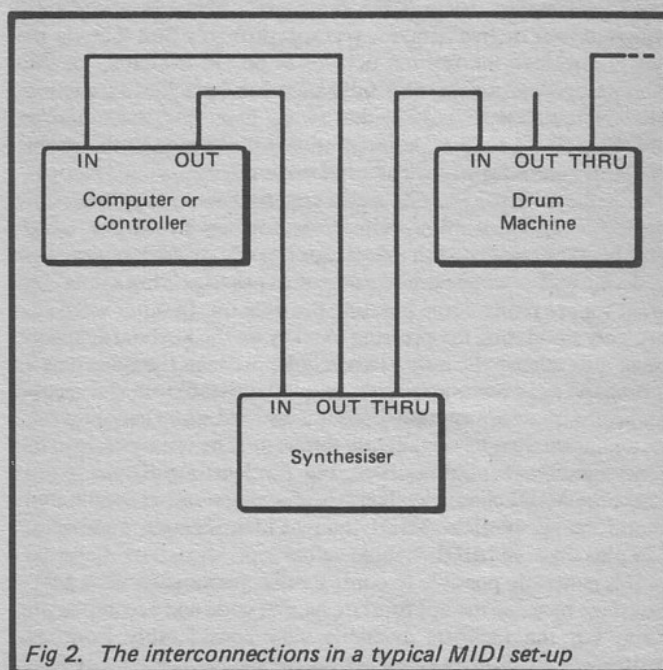 IN OUT
Computer or
Controller
IN OUT THRU
Drum
Machine
IN OUT THRU
Synthesiser
Fig 2. The interconnections in a typical MIDI set-up